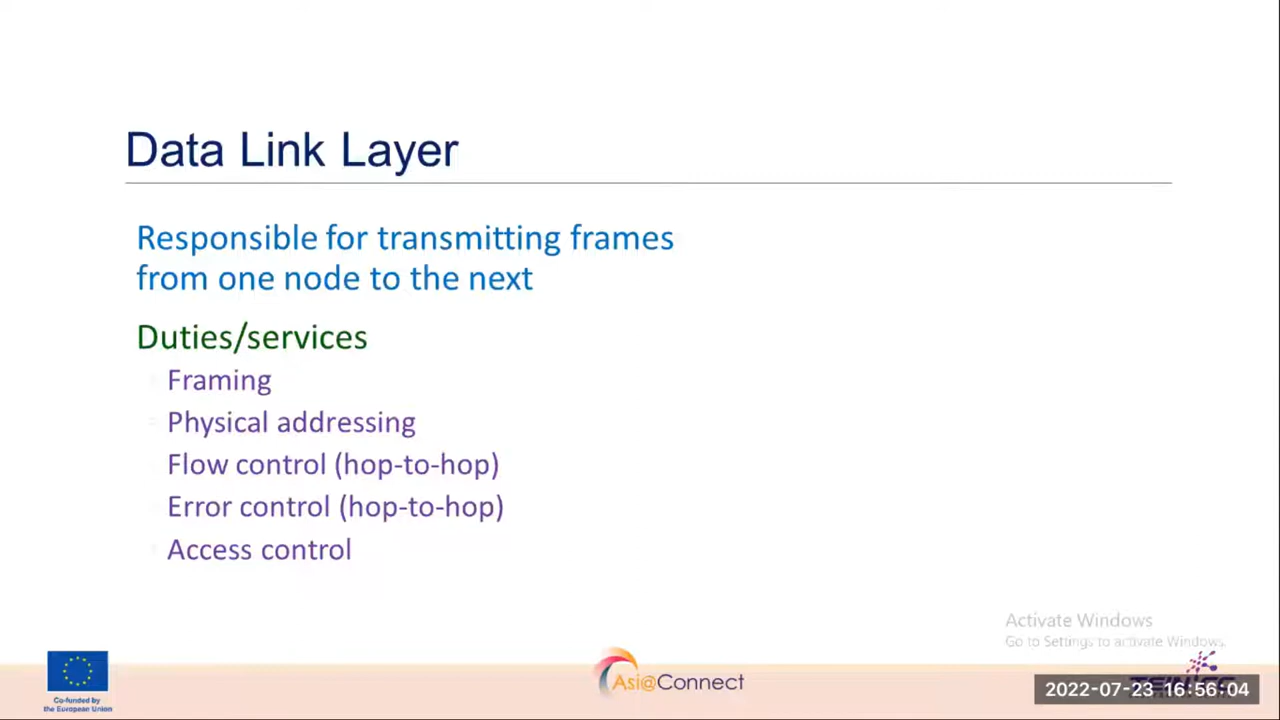 Data Link Layer
Responsible for transmitting frames
from one node to the next
Duties/services
Framing
Physical addressing
Flow control (hop-to-hop)
Error control (hop-to-hop)
Access control
Activate Windows
Go to Settings to activate Windows.
Co-funded by
the European Union
Asi@Connect
2022-07-23 16:56:04